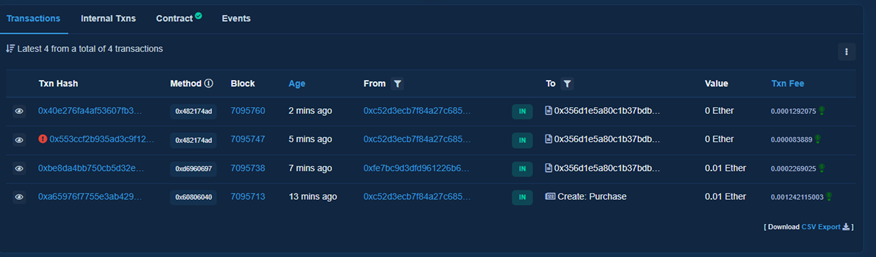 Transactions Internal Txns Contract Events
Latest 4 from a total of 4 transactions
Txn Hash Method Block Age From To Value Txn Fee
0x40e276fa4af53607fb3... 0x482174ad 7095760 2 mins ago 0xc52d3ecb7f84a27c685... IN 0x356d1e5a80c1b37bdb... 0 Ether 0.0001292075
0x553ccf2b935ad3c9f12... 0x482174ad 7095747 5 mins ago 0xc52d3ecb7f84a27c685... IN 0x356d1e5a80c1b37bdb... 0 Ether 0.000083889
0xbe8da4bb750cb5d32e... 0xd6960697 7095738 7 mins ago 0xfe7bc9d3dfd961226b6... IN 0x356d1e5a80c1b37bdb... 0.01 Ether 0.0002269025
0xa65976f7755e3ab429... 0x60806040 7095713 13 mins ago 0xc52d3ecb7f84a27c685... IN Create: Purchase 0.01 Ether 0.001242115003
[ Download CSV Export ]